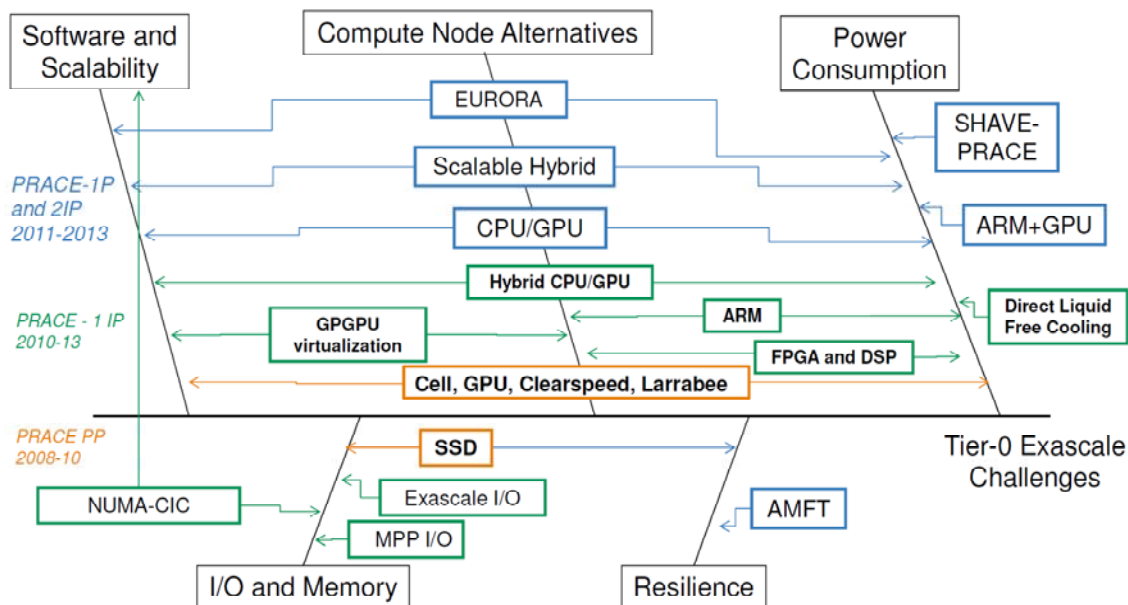 Software and
Scalability
Compute Node Alternatives
Power
Consumption
EURORA
SHAVE-
PRACE
Scalable Hybrid
PRACE-1P
and 2IP
2011-2013
CPU/GPU
ARM+GPU
Hybrid CPU/GPU
PRACE - 1 IP
2010-13
GPGPU
virtualization
ARM
Direct Liquid
Free Cooling
FPGA and DSP
Cell, GPU, Clearspeed, Larrabee
PRACE PP
2008-10
SSD
Tier-0 Exascale
Challenges
NUMA-CIC
Exascale I/O
AMFT
MPP I/O
I/O and Memory
Resilience